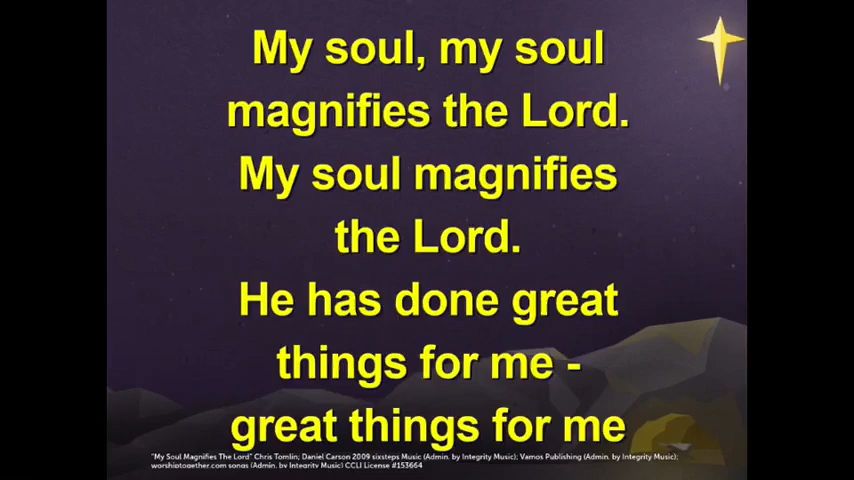 My soul, my soul
magnifies the Lord.
My soul magnifies
the Lord.
He has done great
things for me -
great things for me
"My Soul Magnifies The Lord" Chris Tomlin; Daniel Carson 2009 sixsteps Music (Admin. by Integrity Music); Vamos Publishing (Admin. by Integrity Music);
worshiptogether.com songs (Admin. by Integrity Music) CCLI License #153664